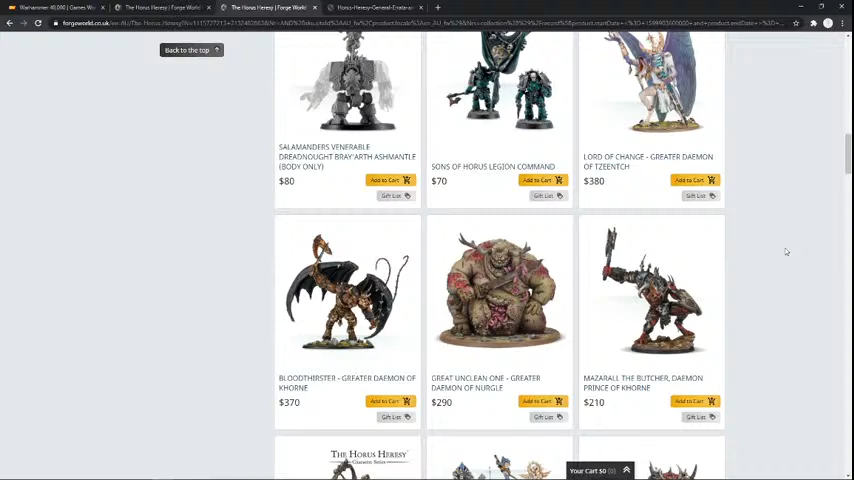 Warhammer 40,000 | Games W
The Horus Heresy | Forge World
The Horus Heresy | Forge World
Horus-Heresy-General-Errata-a
Back to the top
SALAMANDERS VENERABLE
DREADNOUGHT BRAY'ARTH ASHMANTLE
(BODY ONLY)
$80
Add to Cart
Gift List
SONS OF HORUS LEGION COMMAND
$70
Add to Cart
Gift List
LORD OF CHANGE - GREATER DAEMON
OF TZEENTCH
$380
Add to Cart
Gift List
BLOODTHIRSTER - GREATER DAEMON OF
KHORNE
$370
Add to Cart
Gift List
GREAT UNCLEAN ONE - GREATER
DAEMON OF NURGLE
$290
Add to Cart
Gift List
MAZARALL THE BUTCHER, DAEMON
PRINCE OF KHORNE
$210
Add to Cart
Gift List
THE HORUS HERESY
Character Series
Your Cart $0 (0)